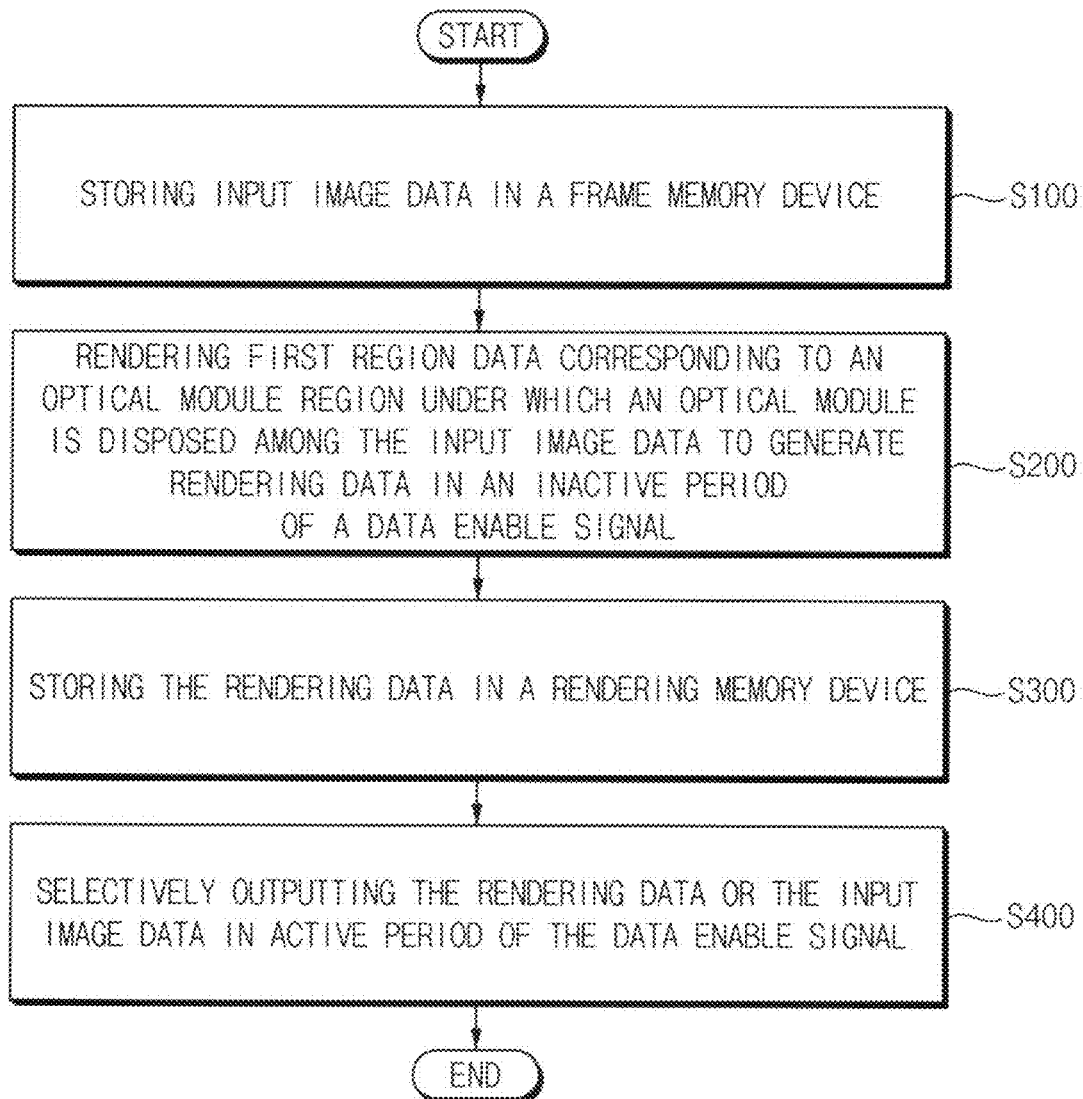 START
STORING INPUT IMAGE DATA IN A FRAME MEMORY DEVICE
S100
RENDERING FIRST REGION DATA CORRESPONDING TO AN
OPTICAL MODULE REGION UNDER WHICH AN OPTICAL MODULE
IS DISPOSED AMONG THE INPUT IMAGE DATA TO GENERATE
RENDERING DATA IN AN INACTIVE PERIOD
OF A DATA ENABLE SIGNAL
S200
STORING THE RENDERING DATA IN A RENDERING MEMORY DEVICE
S300
SELECTIVELY OUTPUTTING THE RENDERING DATA OR THE INPUT
IMAGE DATA IN ACTIVE PERIOD OF THE DATA ENABLE SIGNAL
S400
END